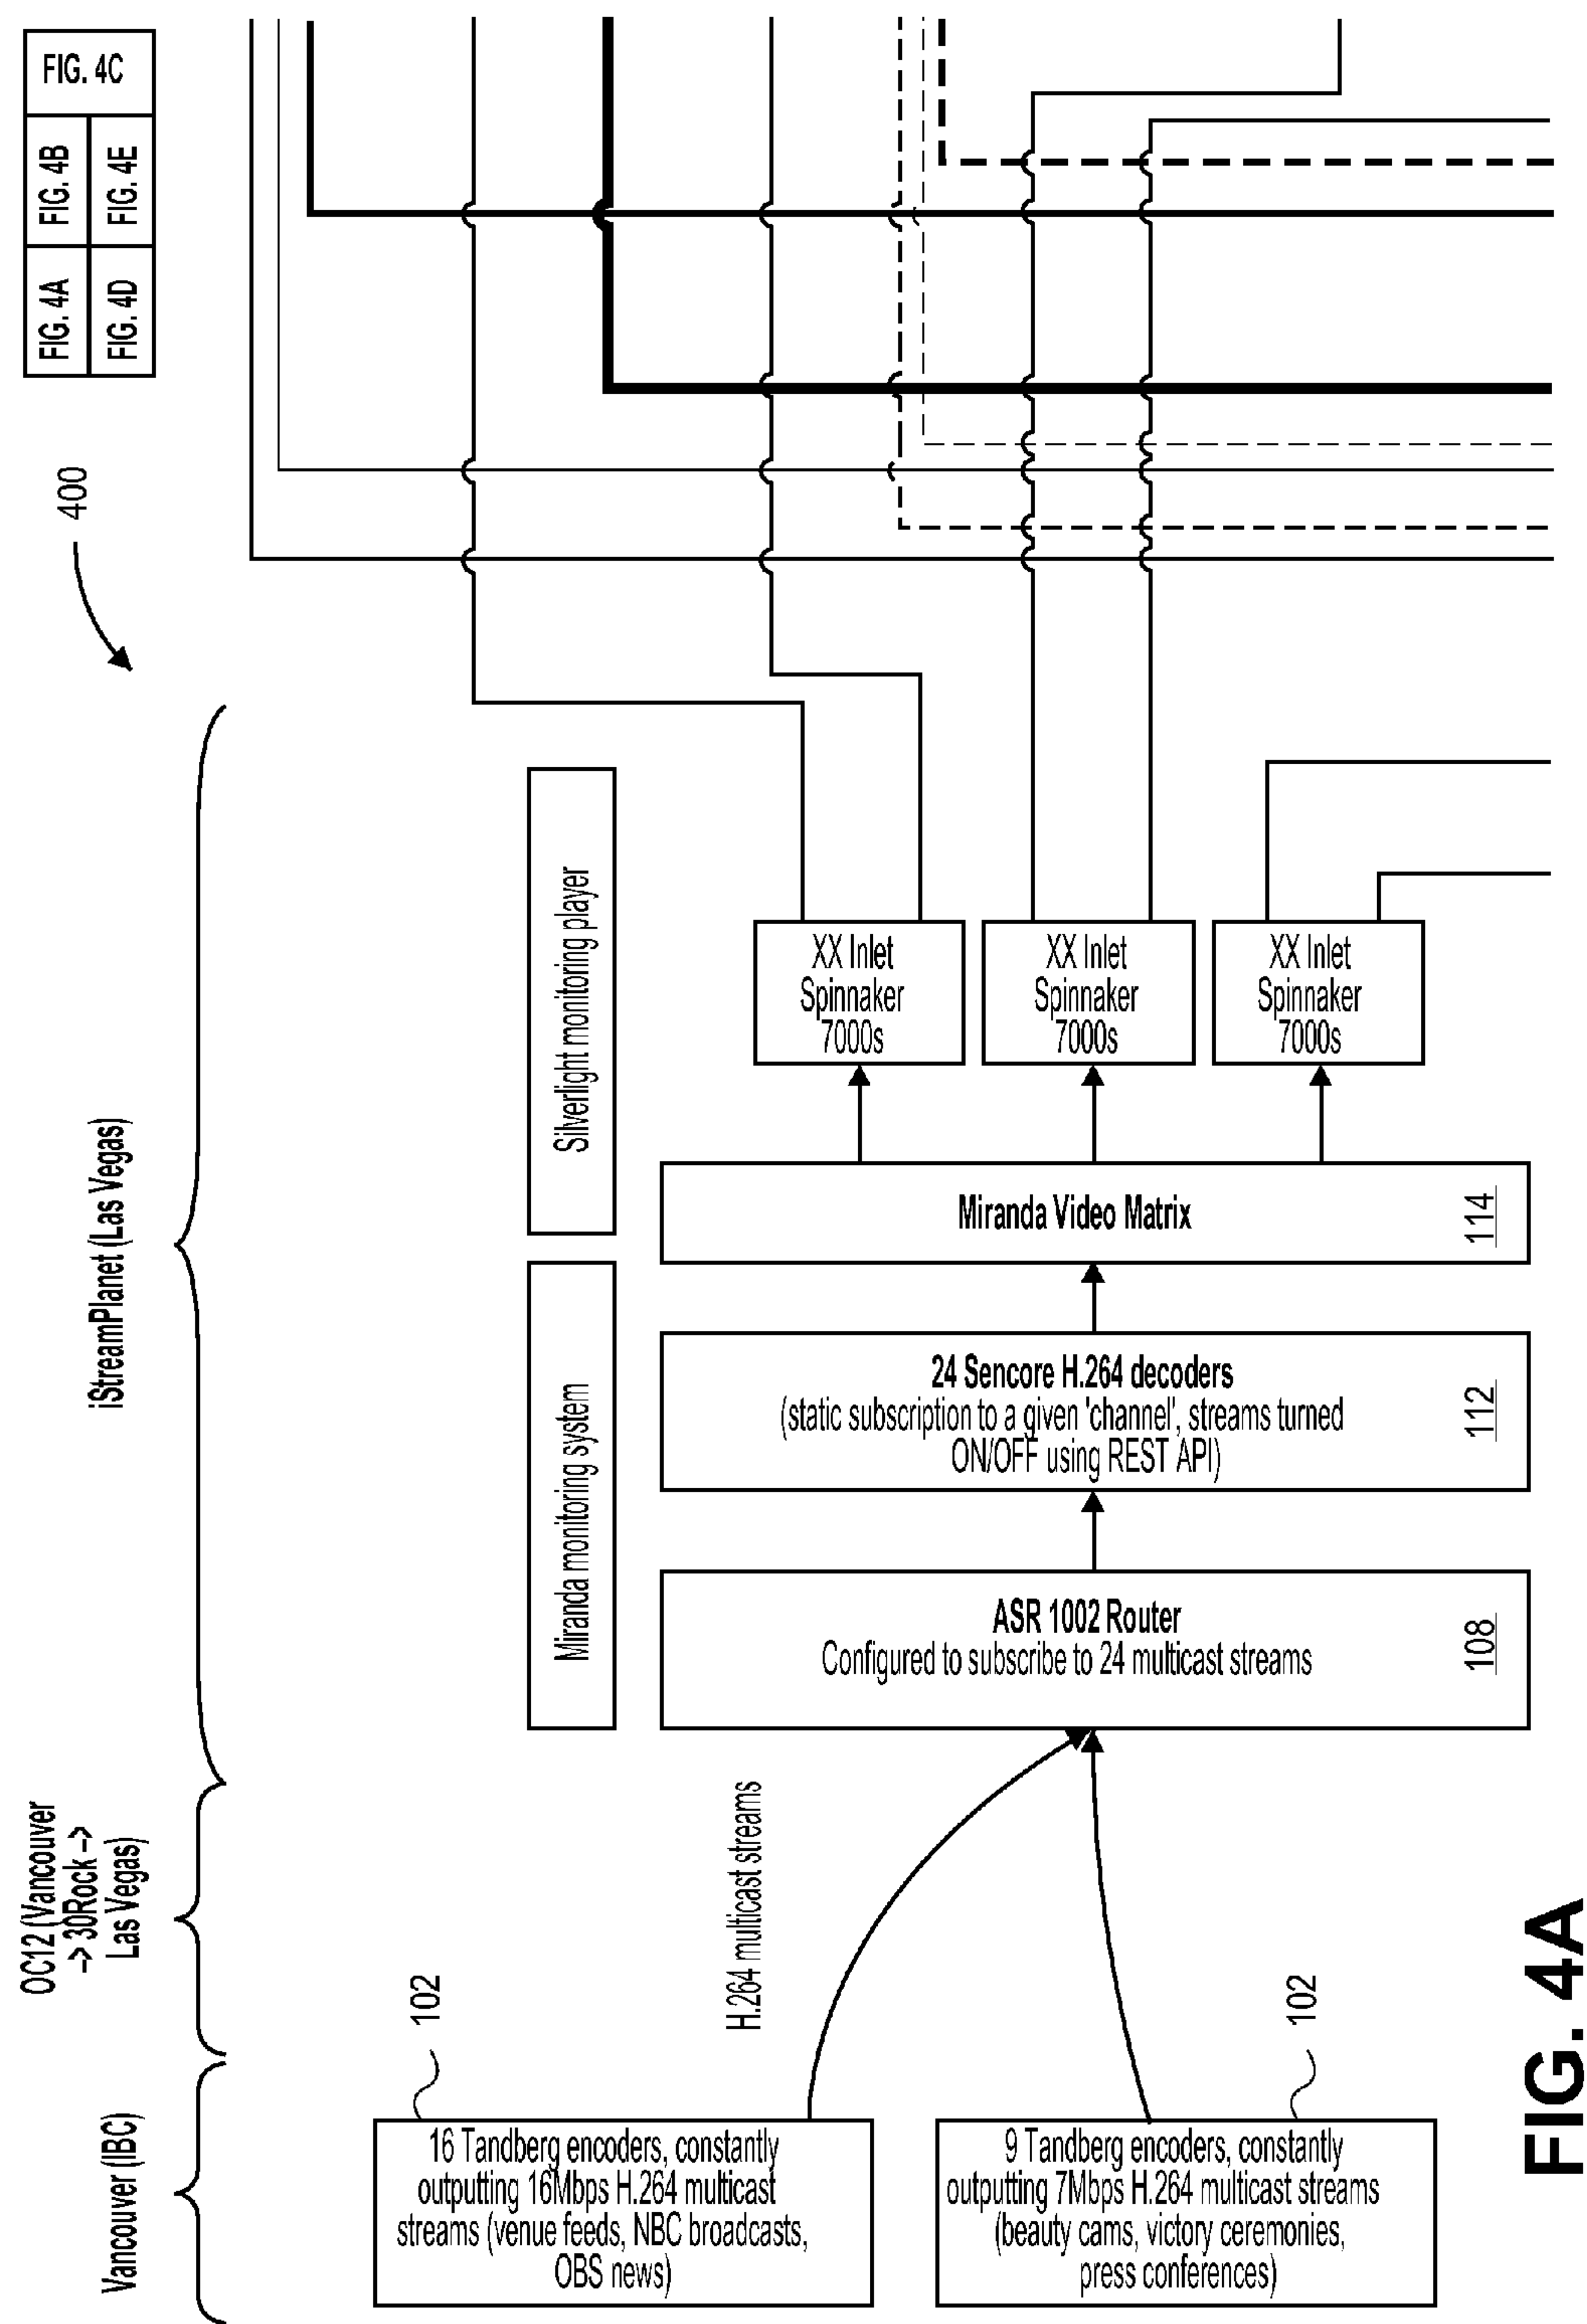 Vancouver (IBC)
OC12 (Vancouver
-> 30Rock ->
Las Vegas)
iStreamPlanet (Las Vegas)
400
FIG. 4A
FIG. 4B
FIG. 4C
FIG. 4D
FIG. 4E
102
16 Tandberg encoders, constantly
outputting 16Mbps H.264 multicast
streams (venue feeds, NBC broadcasts,
OBS news)
9 Tandberg encoders, constantly
outputting 7Mbps H.264 multicast streams
(beauty cams, victory ceremonies,
press conferences)
102
H.264 multicast streams
Miranda monitoring system
Silverlight monitoring player
ASR 1002 Router
Configured to subscribe to 24 multicast streams
108
24 Sencore H.264 decoders
(static subscription to a given 'channel', streams turned
ON/OFF using REST API)
112
Miranda Video Matrix
114
XX Inlet
Spinnaker
7000s
XX Inlet
Spinnaker
7000s
XX Inlet
Spinnaker
7000s
FIG. 4A